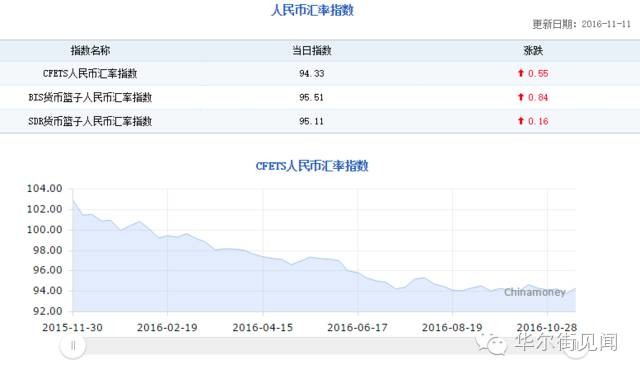 人民币汇率指数
更新日期: 2016-11-11
指数名称 当日指数 涨跌
CFETS人民币汇率指数 94.33 0.55
BIS货币篮子人民币汇率指数 95.51 0.84
SDR货币篮子人民币汇率指数 95.11 0.16
CFETS人民币汇率指数
104.00
102.00
100.00
98.00
96.00
94.00
92.00
Chinamoney
2015-11-30 2016-02-19 2016-04-15 2016-06-17 2016-08-19 2016-10-28
华尔街见闻